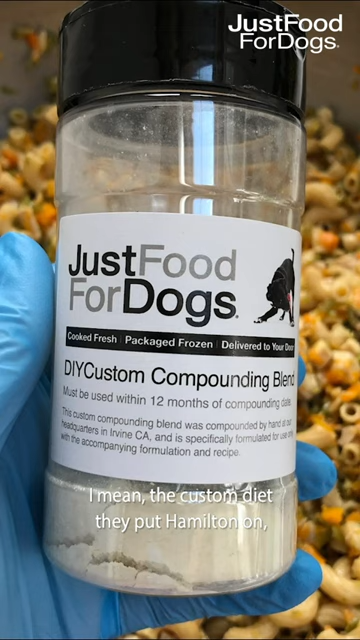 JustFood
ForDogs.
JustFood
ForDogs.
Cooked Fresh | Packaged Frozen | Delivered to Your Door
DIYCustom Compounding Blend
Must be used within 12 months of compounding date.
This custom compounding blend was compounded by hand at our
headquarters in Irvine CA, and is specifically formulated for use only
with the accompanying formulation and recipe.
I mean, the custom diet
they put Hamilton on,